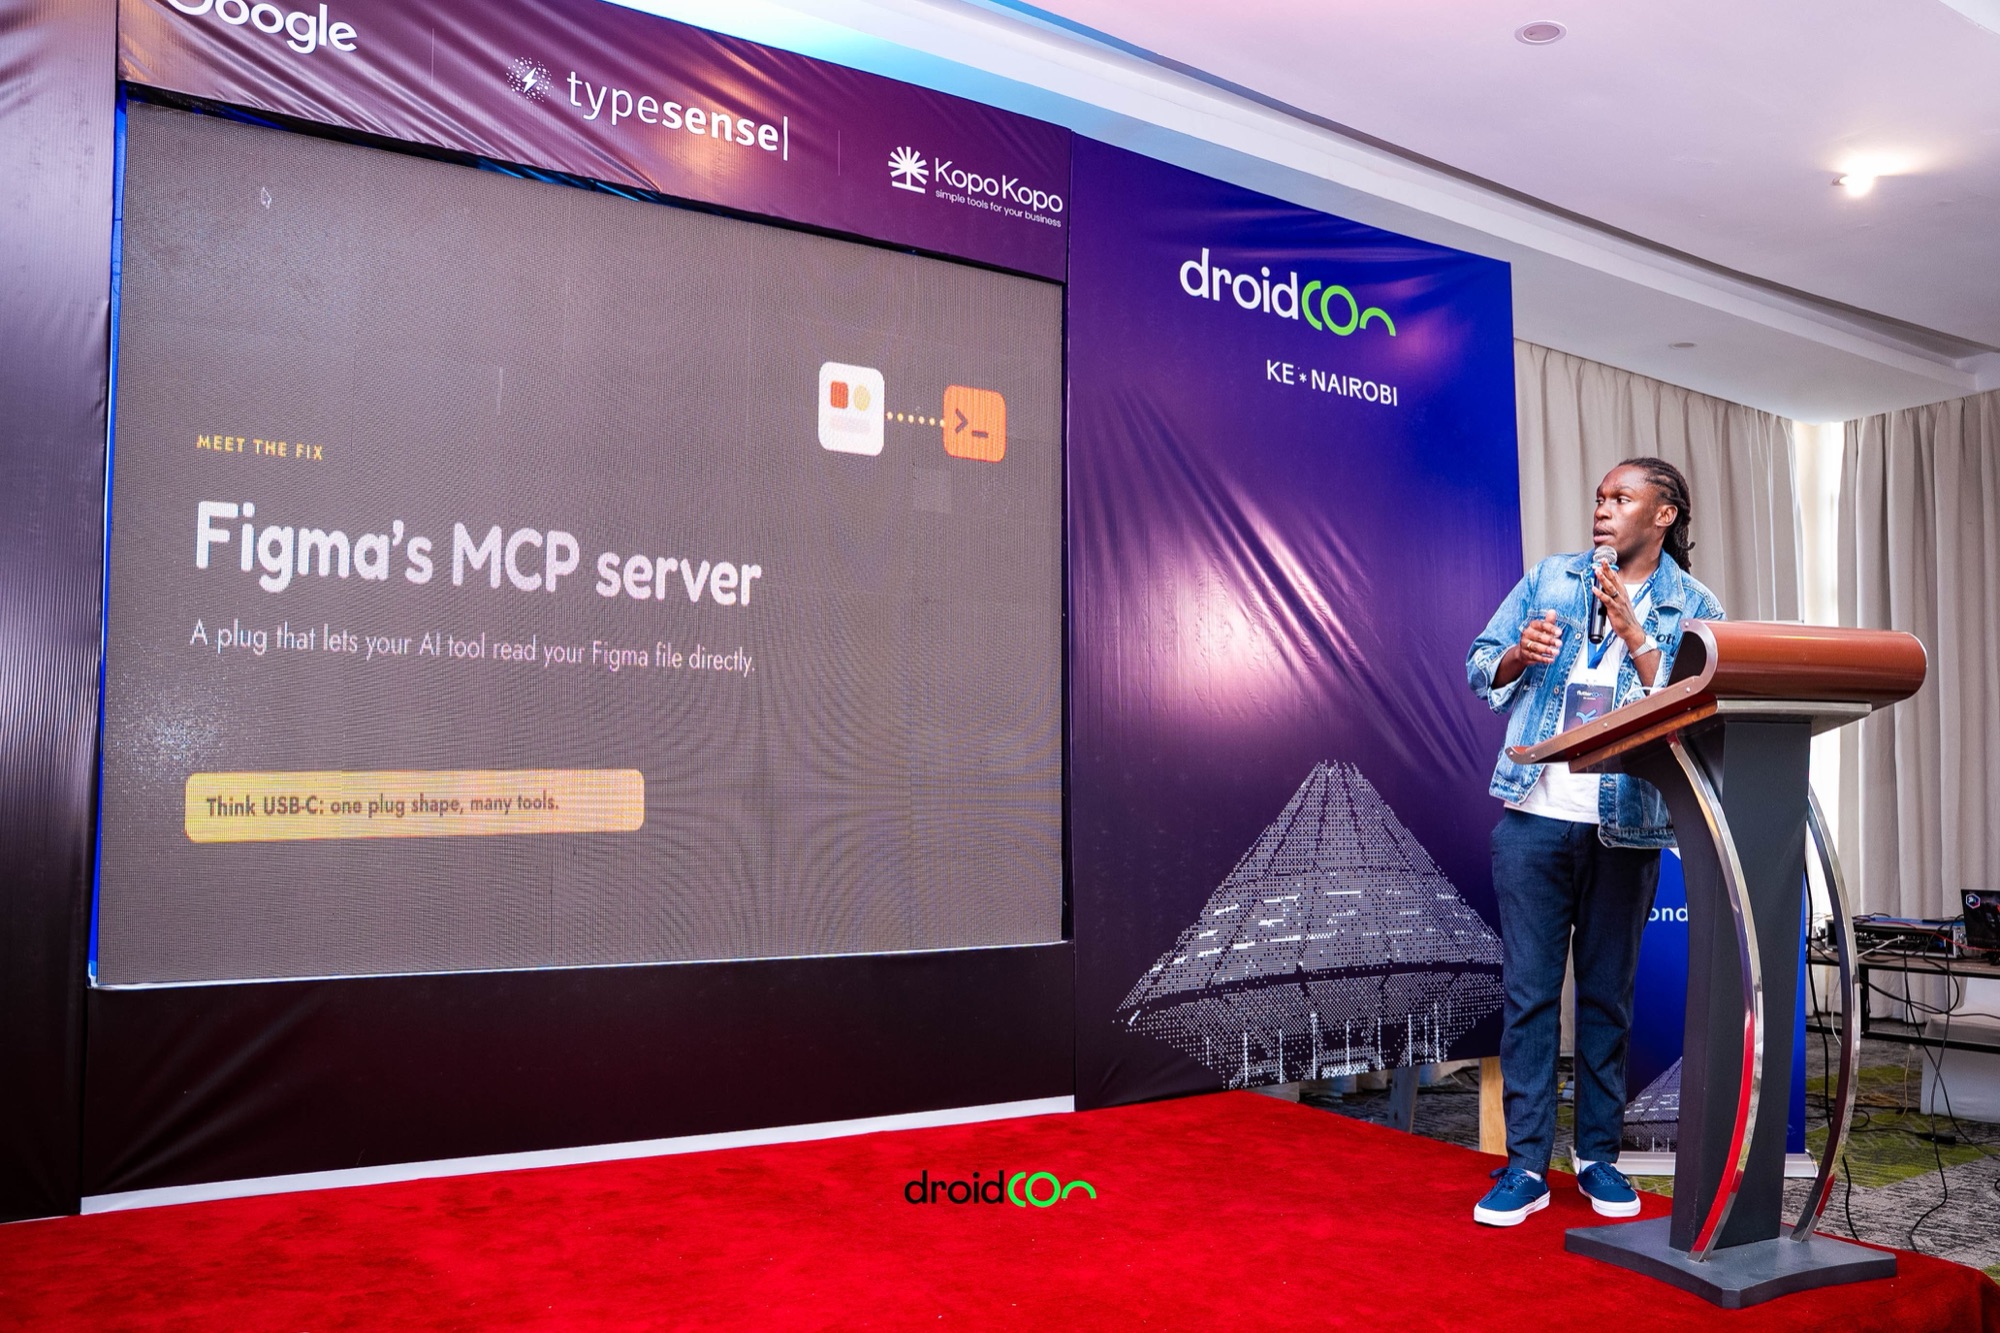 Google
typesense
KopoKopo
simple tools for your business
droidcon
KE*NAIROBI
MEET THE FIX
Figma's MCP server
A plug that lets your AI tool read your Figma file directly.
Think USB-C: one plug shape, many tools.
droidcon